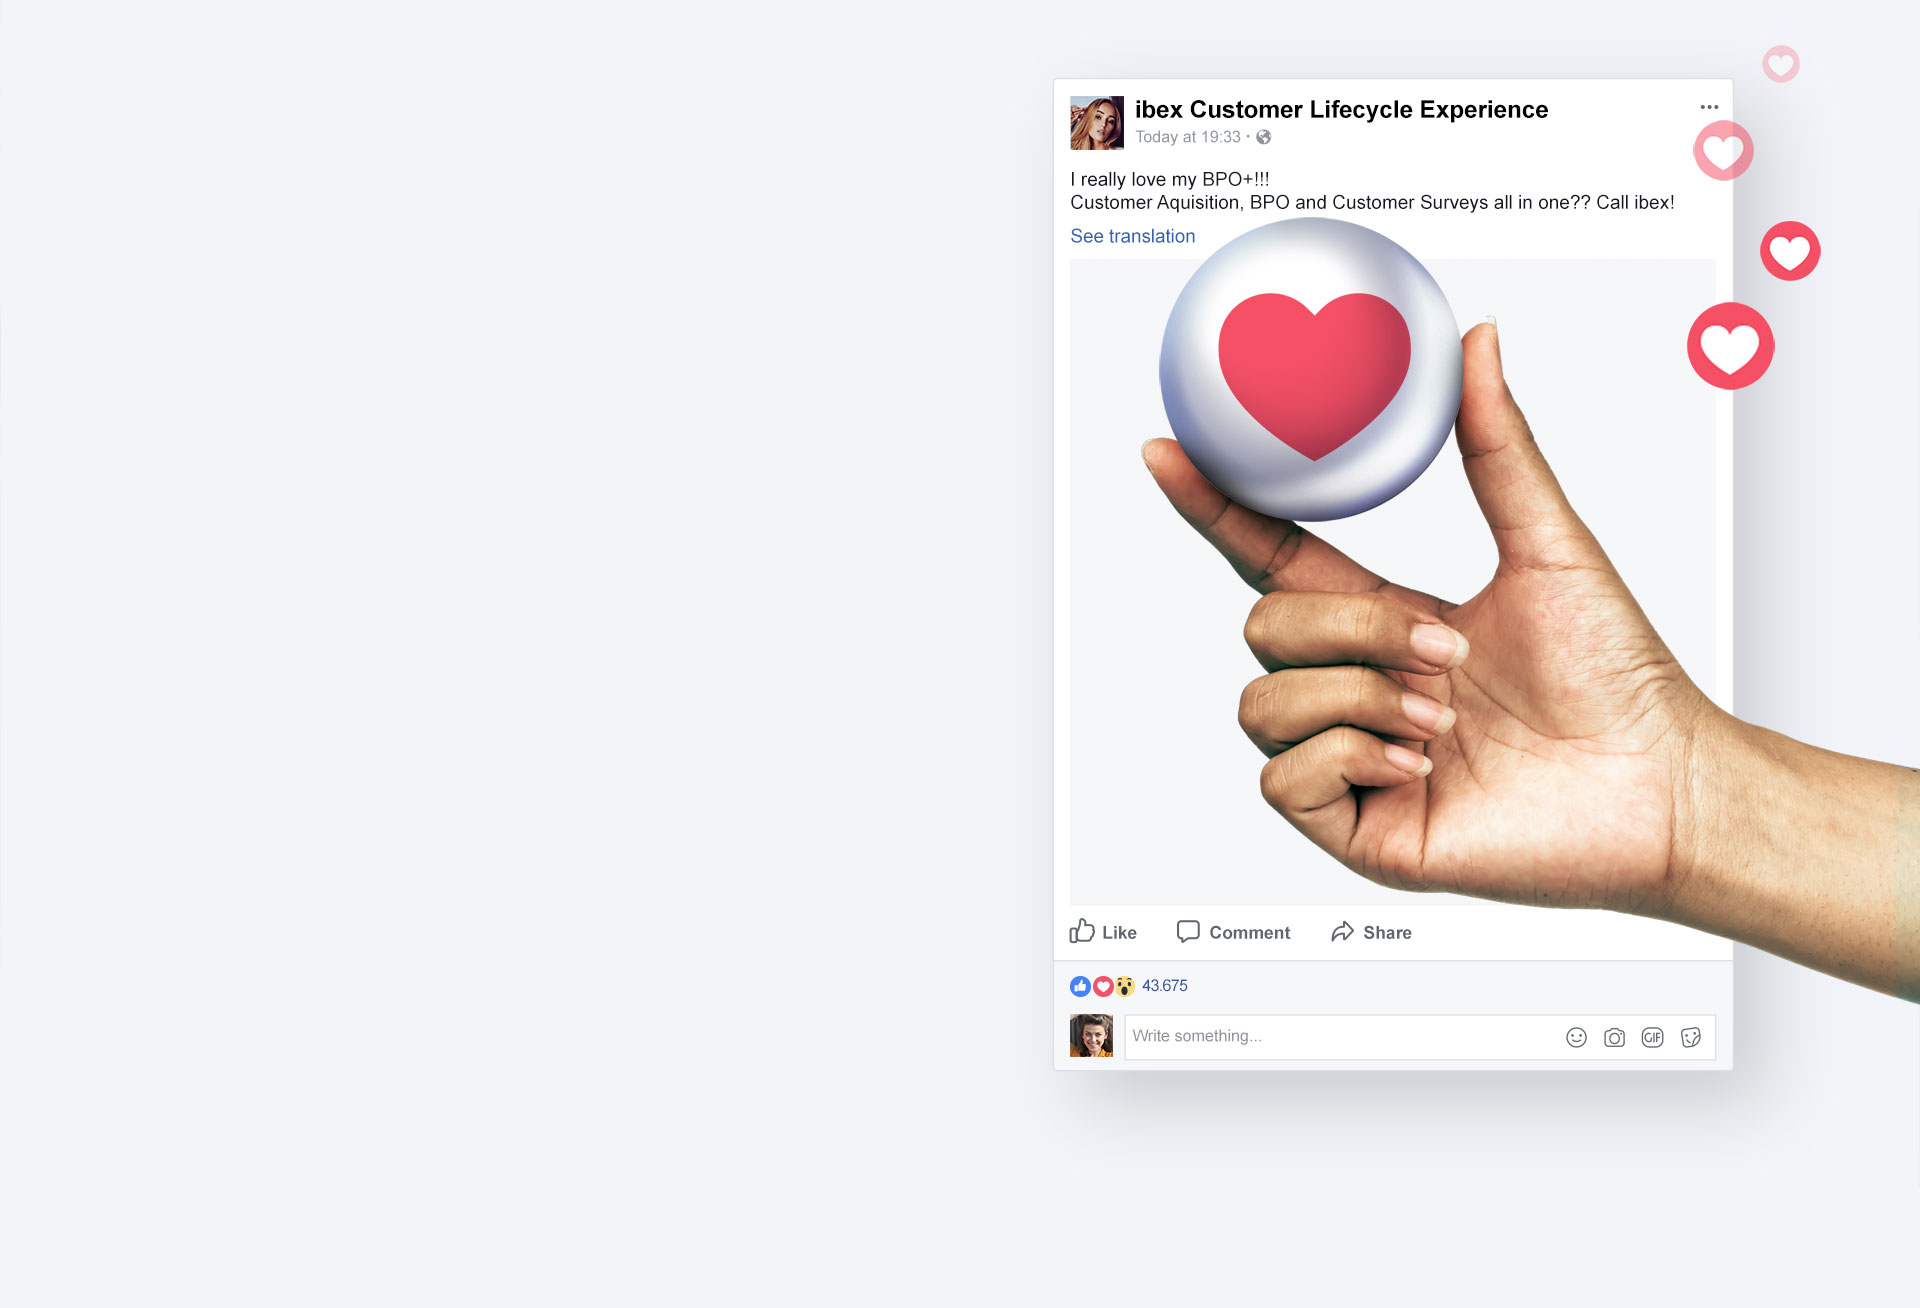 ibex Customer Lifecycle Experience
Today at 19:33 ·
I really love my BPO+!!!
Customer Aquisition, BPO and Customer Surveys all in one?? Call ibex!
See translation
Like Comment Share
43.675
Write something...
GIF